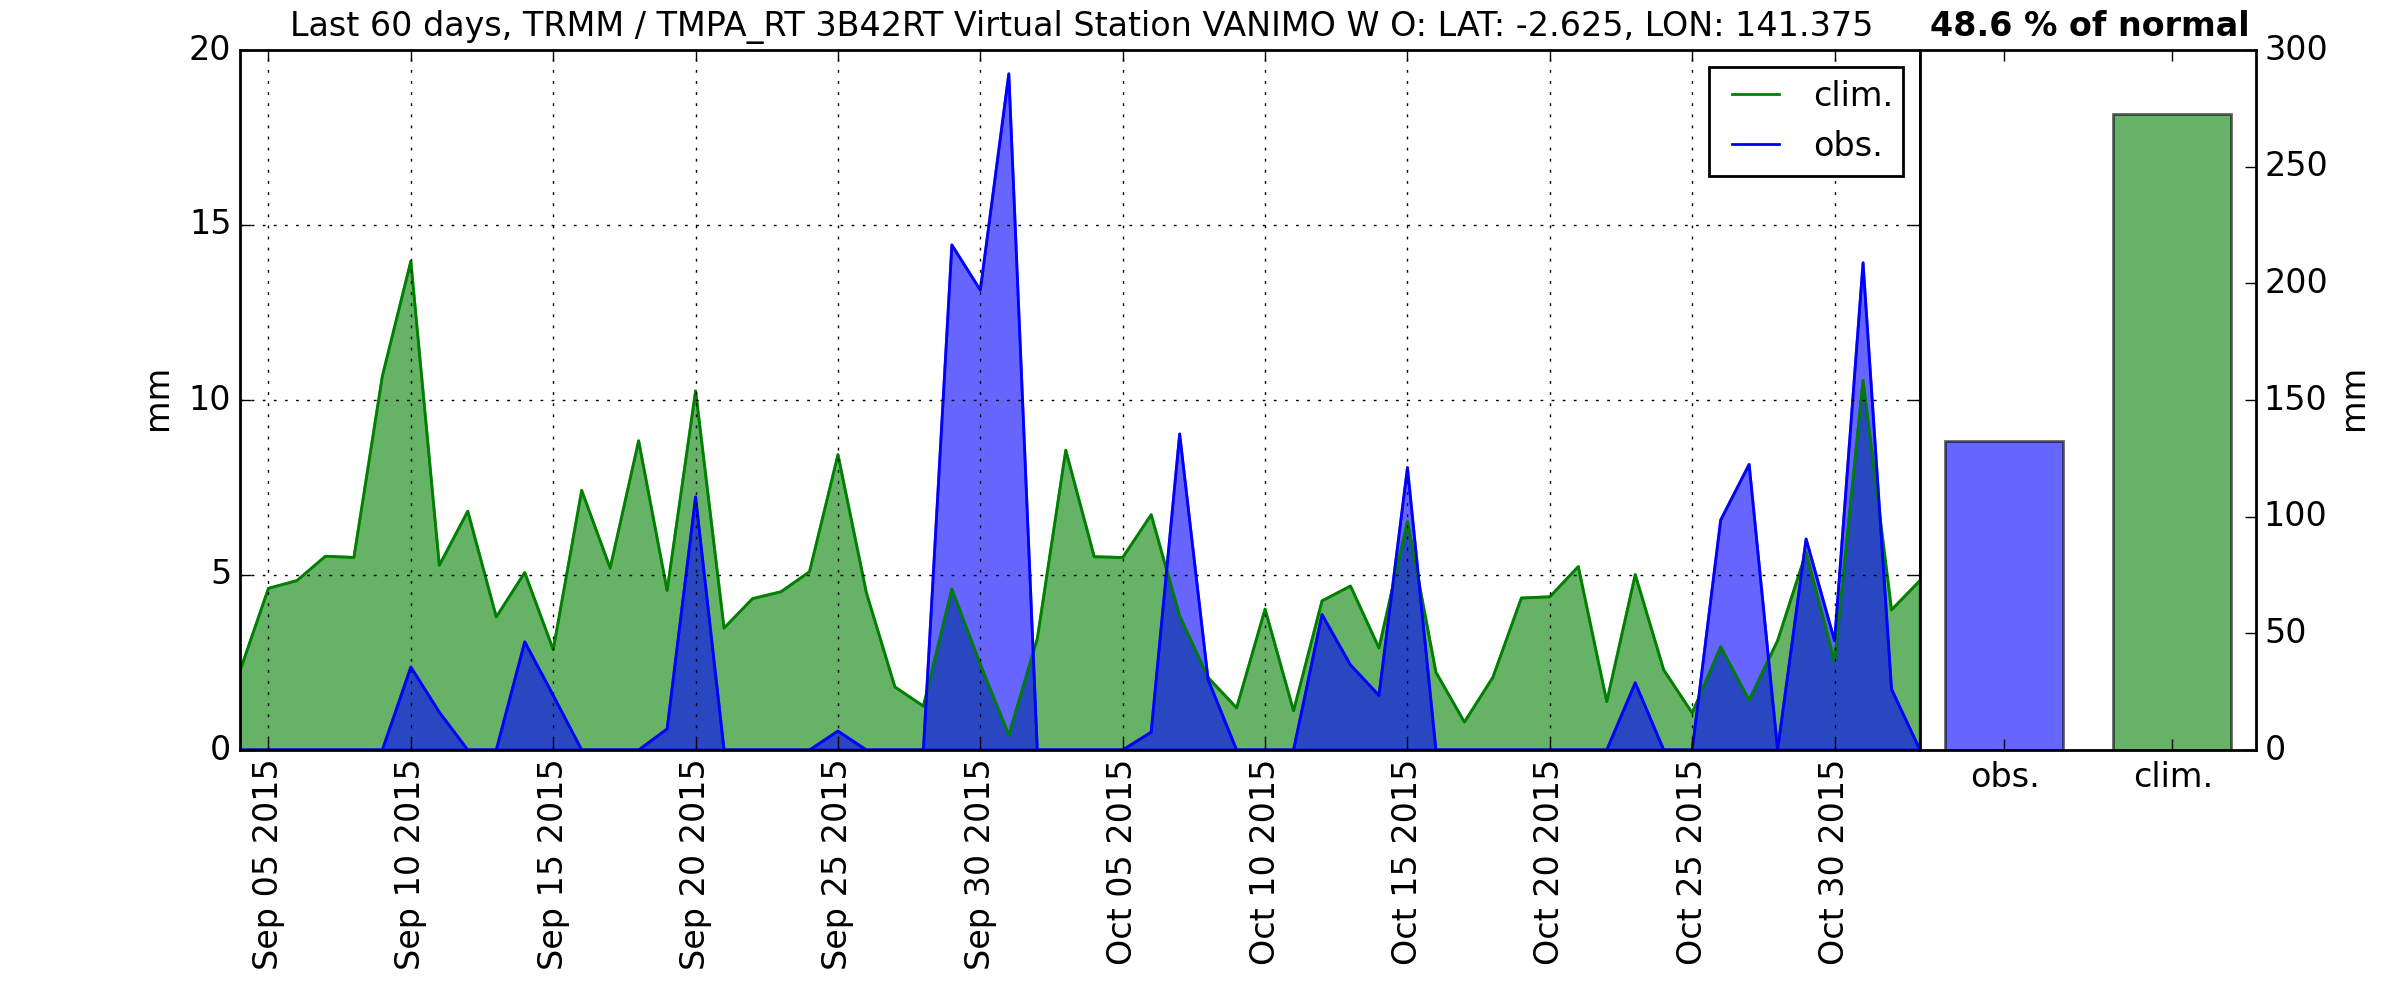 Last 60 days, TRMM / TMPA_RT 3B42RT Virtual Station VANIMO W O: LAT: -2.625, LON: 141.375
48.6 % of normal
20
15
10
5
0
mm
clim.
obs.
300
250
200
150
100
50
0
mm
obs.
clim.
Sep 05 2015
Sep 10 2015
Sep 15 2015
Sep 20 2015
Sep 25 2015
Sep 30 2015
Oct 05 2015
Oct 10 2015
Oct 15 2015
Oct 20 2015
Oct 25 2015
Oct 30 2015